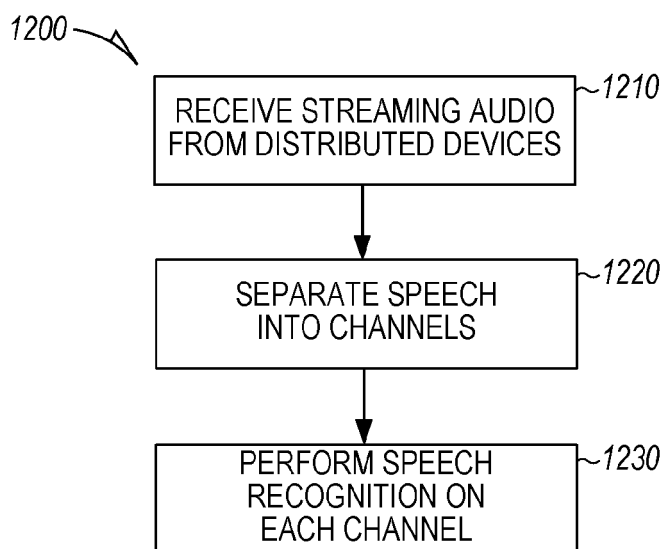 1200
RECEIVE STREAMING AUDIO
FROM DISTRIBUTED DEVICES
1210
SEPARATE SPEECH
INTO CHANNELS
1220
PERFORM SPEECH
RECOGNITION ON
EACH CHANNEL
1230